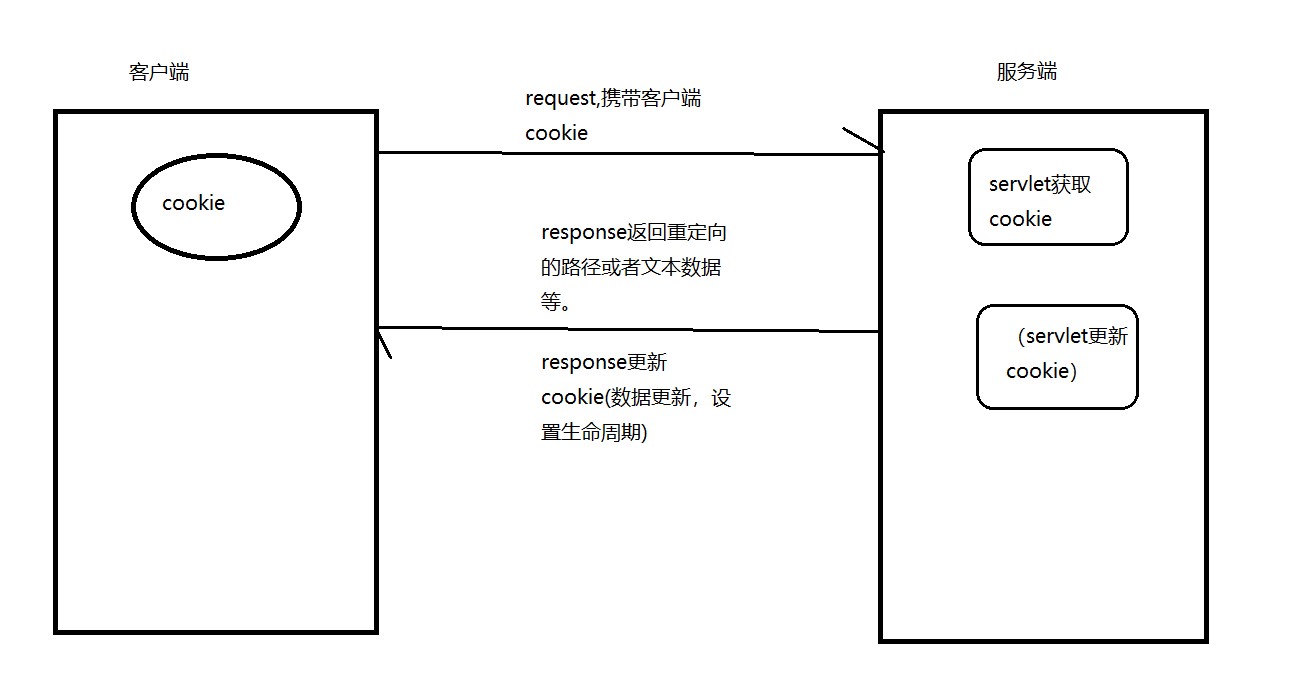 客户端
服务端
request,携带客户端
cookie
cookie
servlet获取
cookie
response返回重定向
的路径或者文本数据
等。
(servlet更新
cookie)
response更新
cookie(数据更新，设
置生命周期)